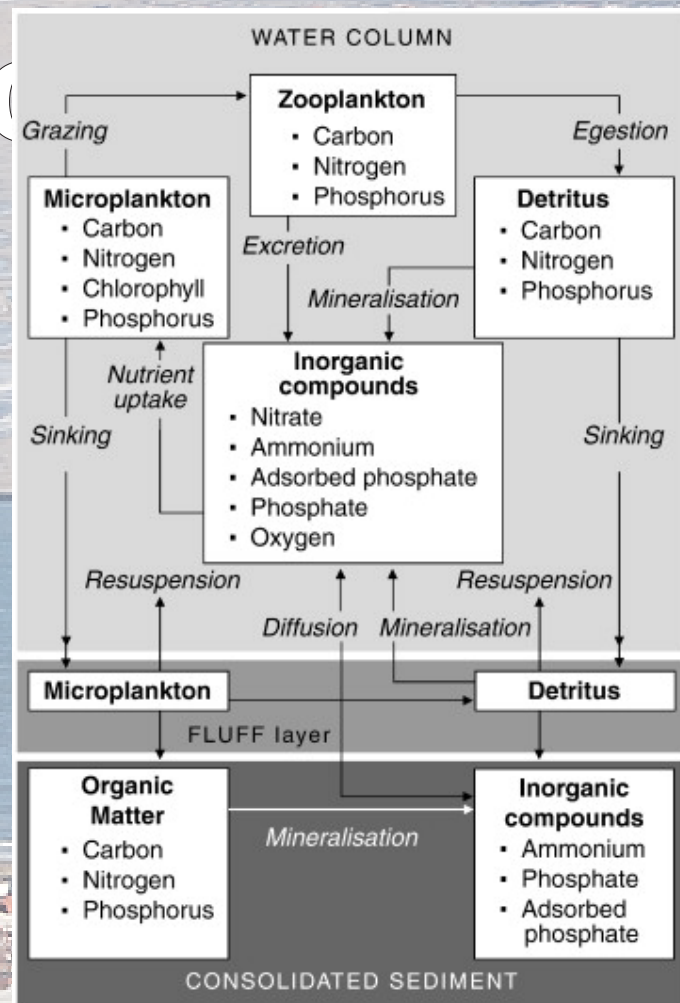 WATER COLUMN
Zooplankton
▪ Carbon
▪ Nitrogen
▪ Phosphorus
Grazing
Egestion
Microplankton
▪ Carbon
▪ Nitrogen
▪ Chlorophyll
▪ Phosphorus
Detritus
▪ Carbon
▪ Nitrogen
▪ Phosphorus
Excretion
Mineralisation
Inorganic
compounds
▪ Nitrate
▪ Ammonium
▪ Adsorbed phosphate
▪ Phosphate
▪ Oxygen
Nutrient
uptake
Sinking
Sinking
Resuspension
Resuspension
Diffusion
Mineralisation
Microplankton
Detritus
FLUFF layer
Organic
Matter
▪ Carbon
▪ Nitrogen
▪ Phosphorus
Mineralisation
Inorganic
compounds
▪ Ammonium
▪ Phosphate
▪ Adsorbed
phosphate
CONSOLIDATED SEDIMENT